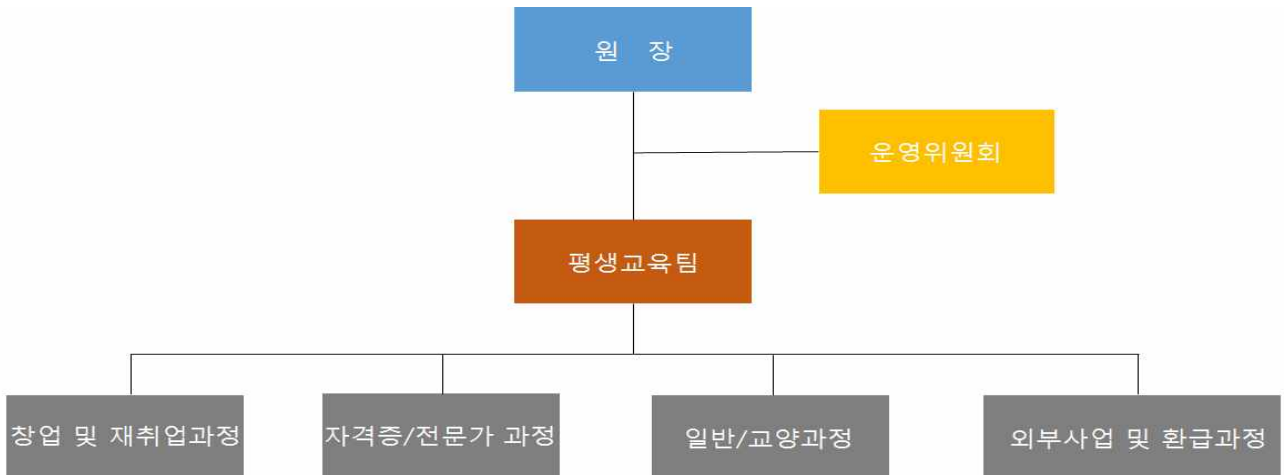 원 장
운영위원회
평생교육팀
창업 및 재취업과정
자격증/전문가 과정
일반/교양과정
외부사업 및 환급과정